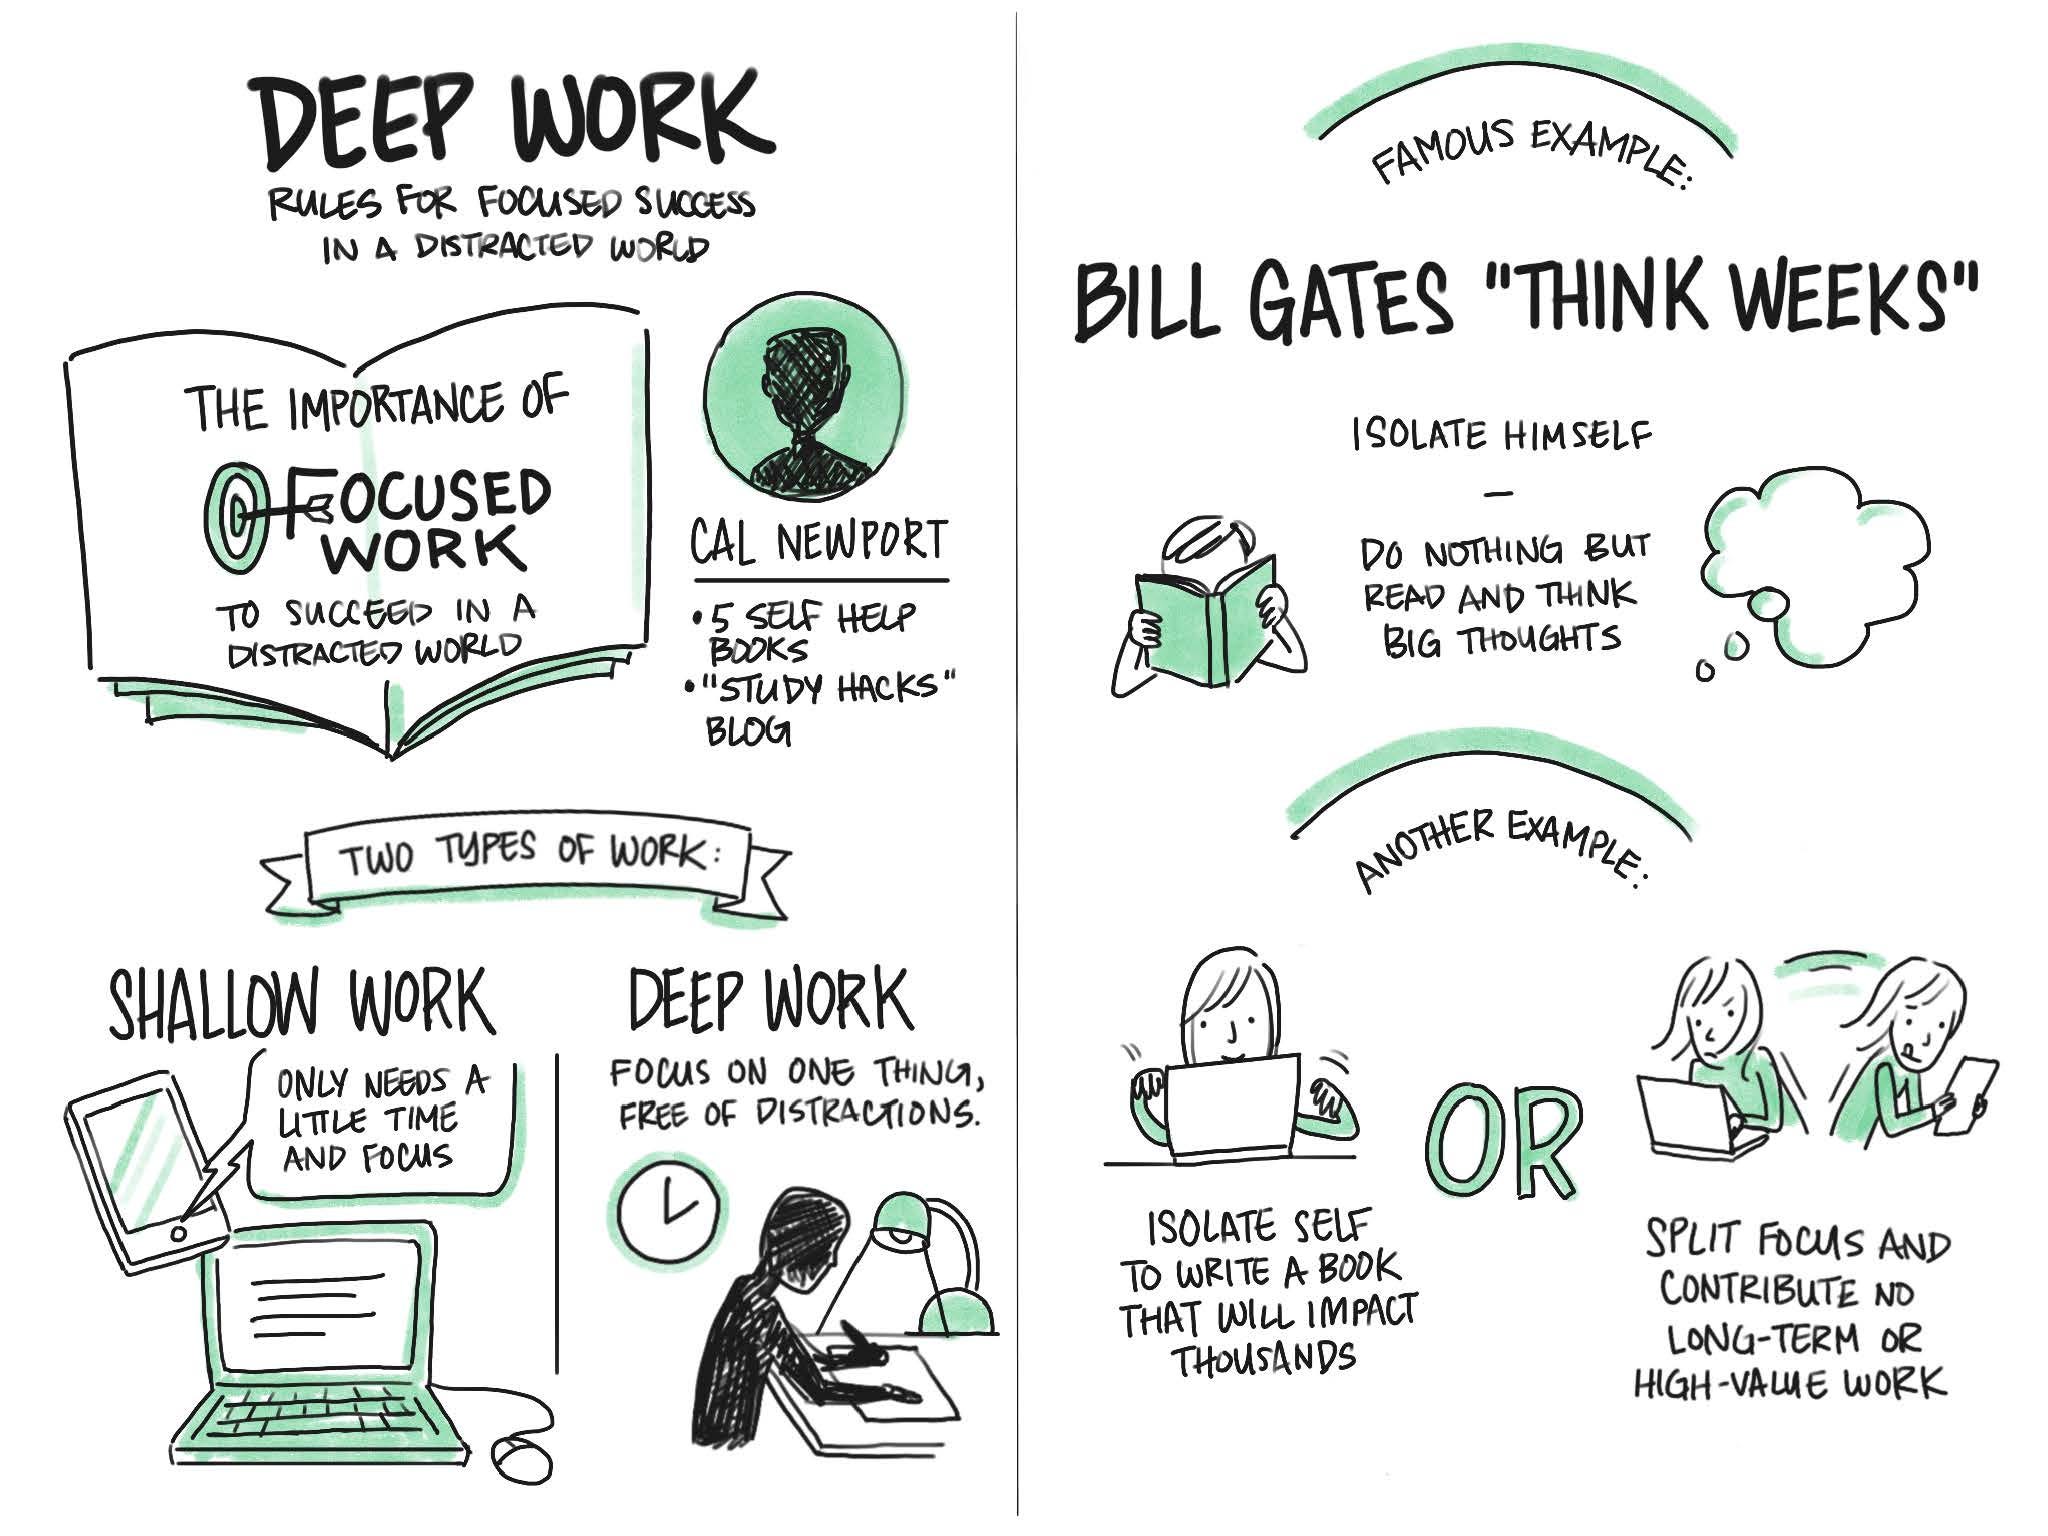 DEEP WORK
RULES FOR FOCUSED SUCCESS
IN A DISTRACTED WORLD
THE IMPORTANCE OF
FOCUSED
WORK
TO SUCCEED IN A
DISTRACTED WORLD
CAL NEWPORT
• 5 SELF HELP
BOOKS
• "STUDY HACKS"
BLOG
TWO TYPES OF WORK:
SHALLOW WORK
ONLY NEEDS A
LITTLE TIME
AND FOCUS
DEEP WORK
FOCUS ON ONE THING,
FREE OF DISTRACTIONS.
FAMOUS EXAMPLE:
BILL GATES "THINK WEEKS"
ISOLATE HIMSELF
—
DO NOTHING BUT
READ AND THINK
BIG THOUGHTS
ANOTHER EXAMPLE:
ISOLATE SELF
TO WRITE A BOOK
THAT WILL IMPACT
THOUSANDS
OR
SPLIT FOCUS AND
CONTRIBUTE NO
LONG-TERM OR
HIGH-VALUE WORK